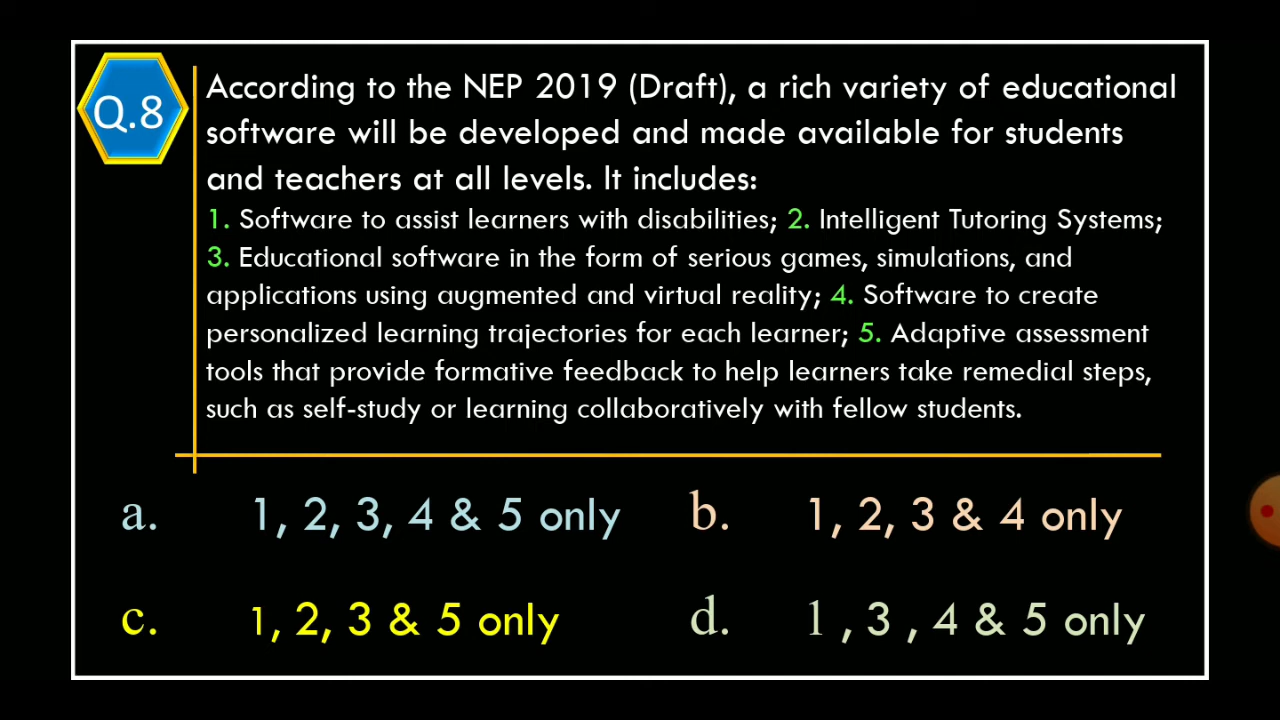 Q.8
According to the NEP 2019 (Draft), a rich variety of educational
software will be developed and made available for students
and teachers at all levels. It includes:
1. Software to assist learners with disabilities; 2. Intelligent Tutoring Systems;
3. Educational software in the form of serious games, simulations, and
applications using augmented and virtual reality; 4. Software to create
personalized learning trajectories for each learner; 5. Adaptive assessment
tools that provide formative feedback to help learners take remedial steps,
such as self-study or learning collaboratively with fellow students.
a. 1, 2, 3, 4 & 5 only
b. 1, 2, 3 & 4 only
c. 1, 2, 3 & 5 only
d. 1 , 3 , 4 & 5 only